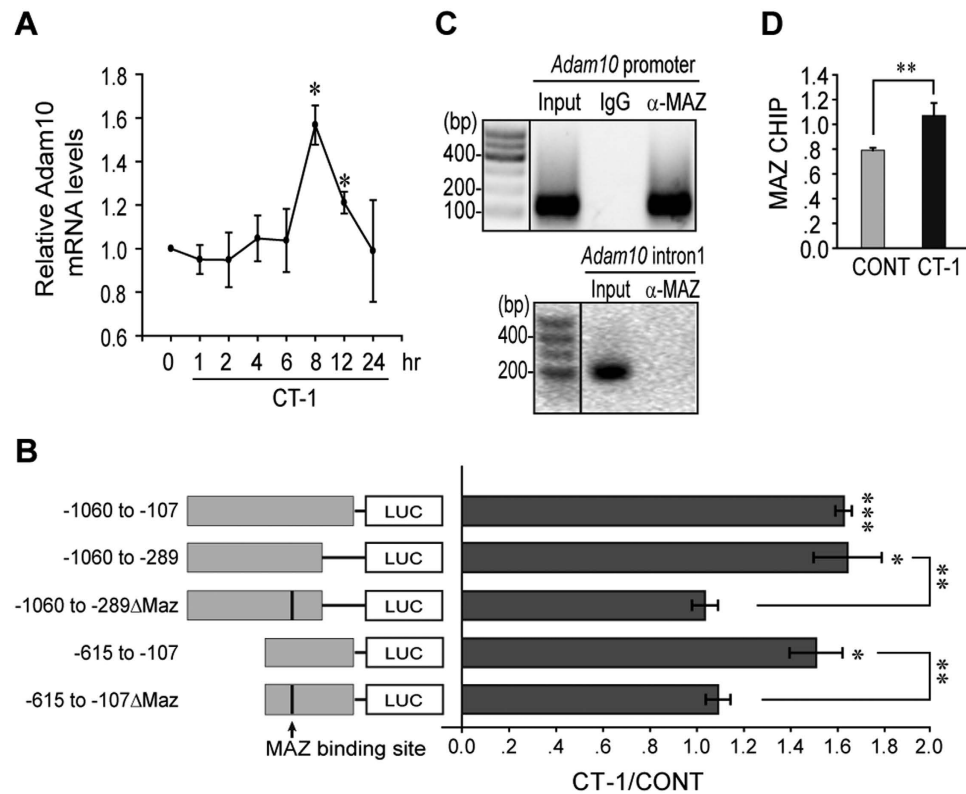 A
Relative Adam10
mRNA levels
1.8
1.6
1.4
1.2
1.0
0.8
0.6
*
*
0 1 2 4 6 8 12 24 hr
CT-1
C
Adam10 promoter
Input IgG α-MAZ
(bp)
400
200
100
Adam10 intron1
Input α-MAZ
(bp)
400
200
D
MAZ CHIP
1.4
1.2
1.0
.8
.6
.4
.2
0.0
**
CONT CT-1
B
-1060 to -107 LUC ***
-1060 to -289 LUC * **
-1060 to -289ΔMaz LUC
-615 to -107 LUC * **
-615 to -107ΔMaz LUC
MAZ binding site
0.0 .2 .4 .6 .8 1.0 1.2 1.4 1.6 1.8 2.0
CT-1/CONT